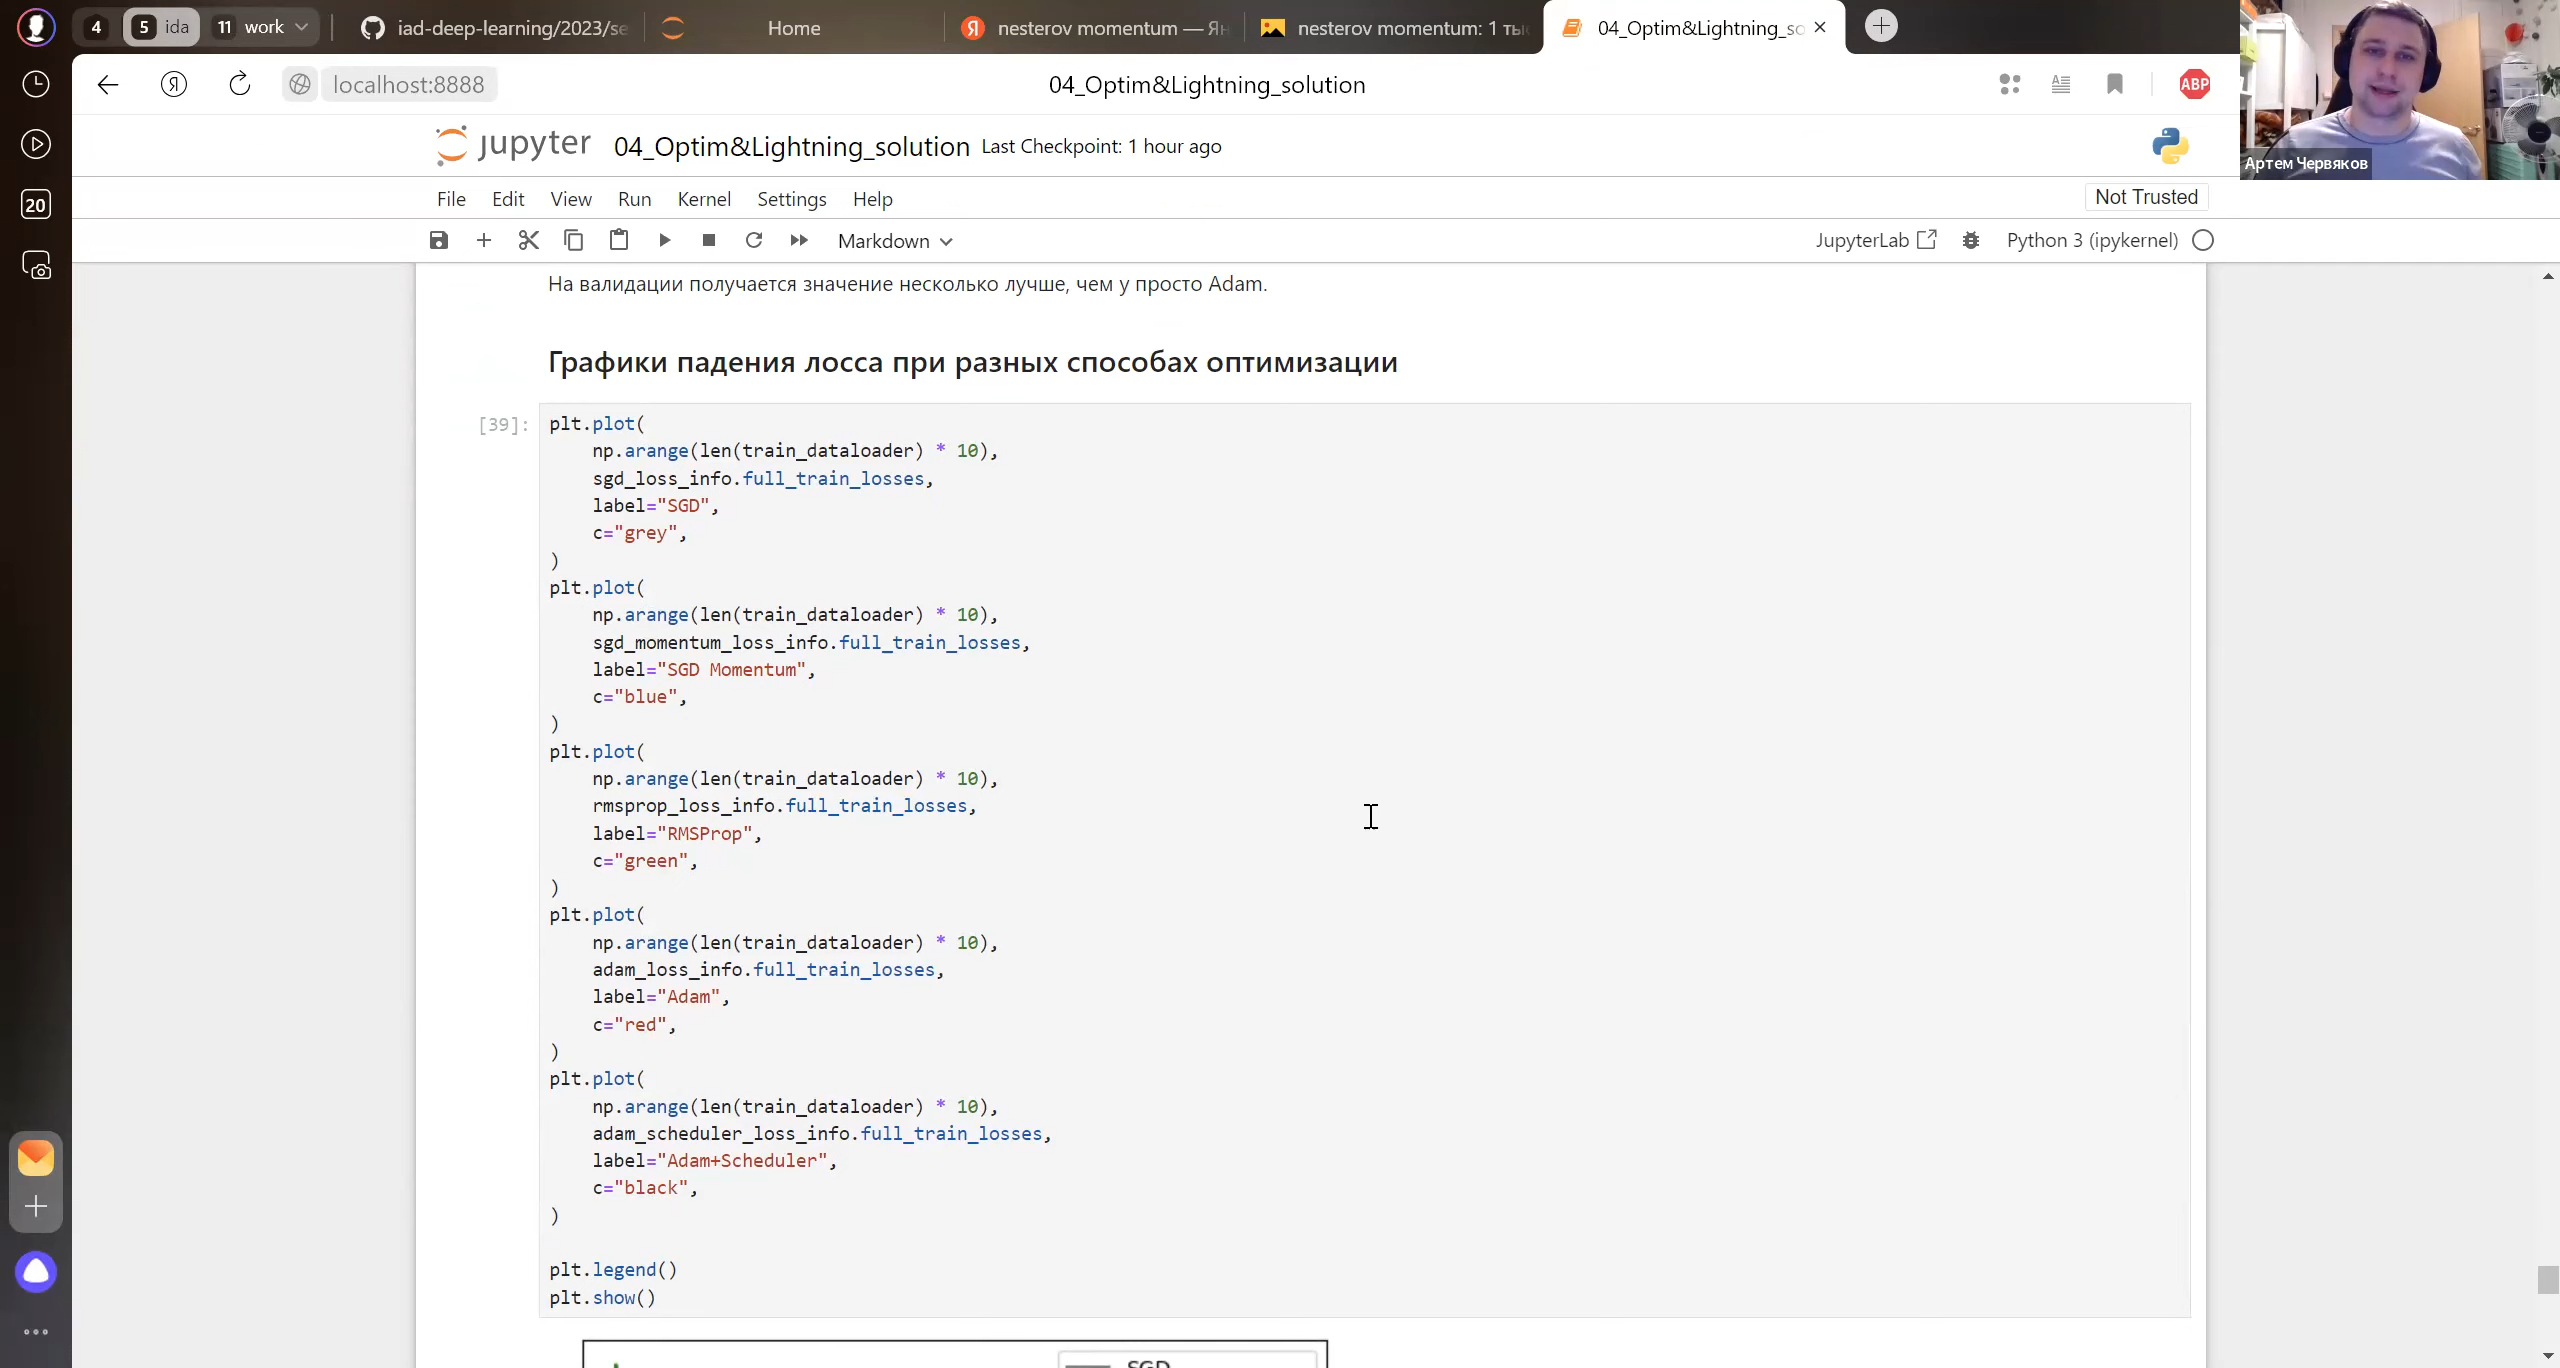 4 5 ida 11 work iad-deep-learning/2023/se Home nesterov momentum — Ян nesterov momentum: 1 ты 04_Optim&Lightning_so
localhost:8888 04_Optim&Lightning_solution ABP
jupyter 04_Optim&Lightning_solution Last Checkpoint: 1 hour ago
Артем Червяков
File Edit View Run Kernel Settings Help Not Trusted
20
Markdown JupyterLab Python 3 (ipykernel)
На валидации получается значение несколько лучше, чем у просто Adam.
Графики падения лосса при разных способах оптимизации
[39]: plt.plot(
np.arange(len(train_dataloader) * 10),
sgd_loss_info.full_train_losses,
label="SGD",
c="grey",
)
plt.plot(
np.arange(len(train_dataloader) * 10),
sgd_momentum_loss_info.full_train_losses,
label="SGD Momentum",
c="blue",
)
plt.plot(
np.arange(len(train_dataloader) * 10),
rmsprop_loss_info.full_train_losses,
label="RMSProp",
c="green",
)
plt.plot(
np.arange(len(train_dataloader) * 10),
adam_loss_info.full_train_losses,
label="Adam",
c="red",
)
plt.plot(
np.arange(len(train_dataloader) * 10),
adam_scheduler_loss_info.full_train_losses,
label="Adam+Scheduler",
c="black",
)
plt.legend()
plt.show()
SGD